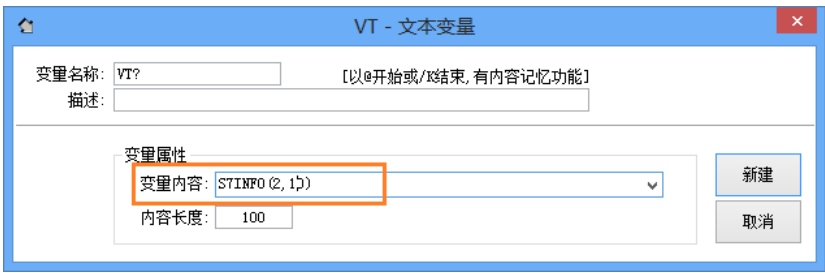 VT - 文本变量
变量名称: VT? [以@开始或/K结束,有内容记忆功能]
描述:
变量属性
变量内容: S7INFO(2,1))
新建
内容长度: 100
取消